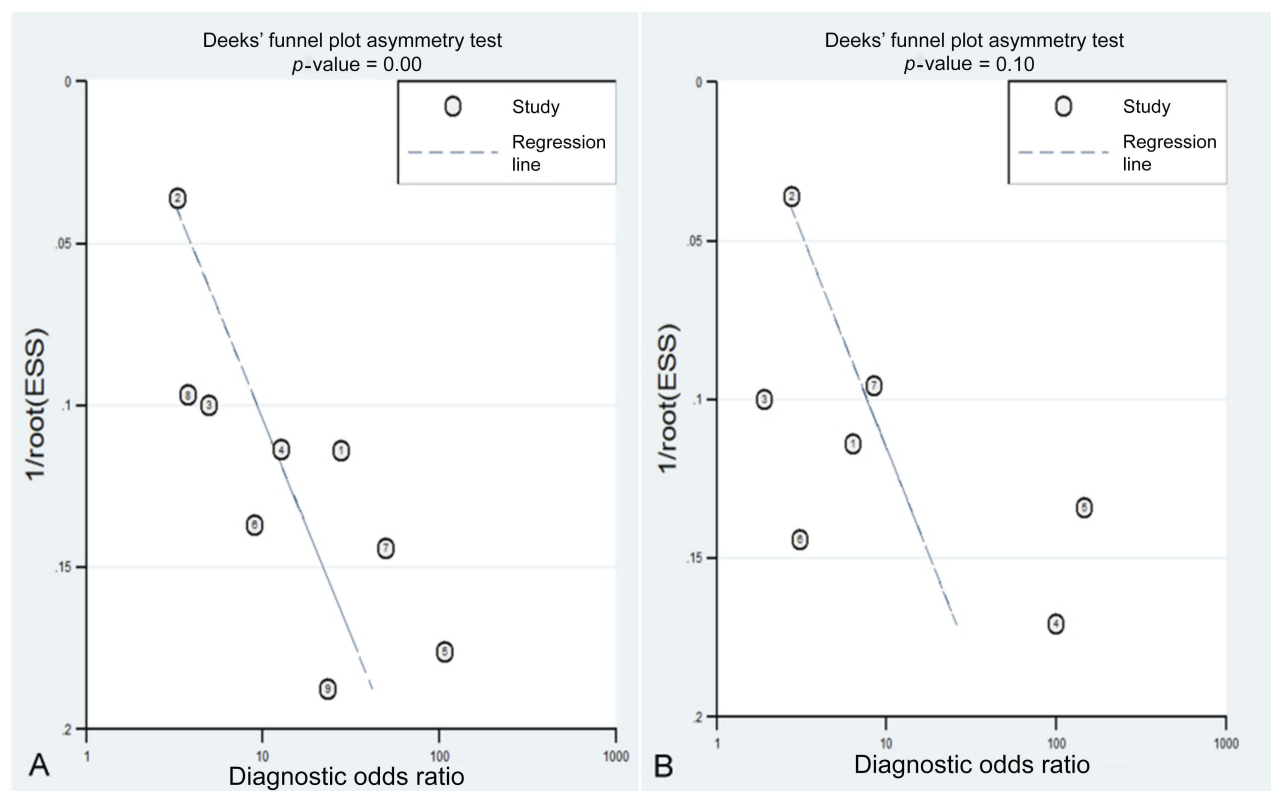 Deeks' funnel plot asymmetry test
p-value = 0.00
0
.05
.1
.15
.2
1/root(ESS)
Study
Regression
line
2
8
3
4
1
6
7
5
9
1
10
100
1000
Diagnostic odds ratio
A
Deeks' funnel plot asymmetry test
p-value = 0.10
0
.05
.1
.15
.2
1/root(ESS)
Study
Regression
line
2
7
3
1
5
6
4
1
10
100
1000
Diagnostic odds ratio
B